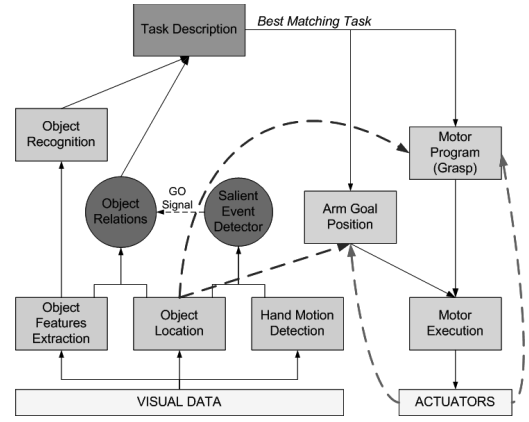 Task Description
Best Matching Task
Object
Recognition
Motor
Program
(Grasp)
Object
Relations
GO
Signal
Salient
Event
Detector
Arm Goal
Position
Object
Features
Extraction
Object
Location
Hand Motion
Detection
Motor
Execution
VISUAL DATA
ACTUATORS